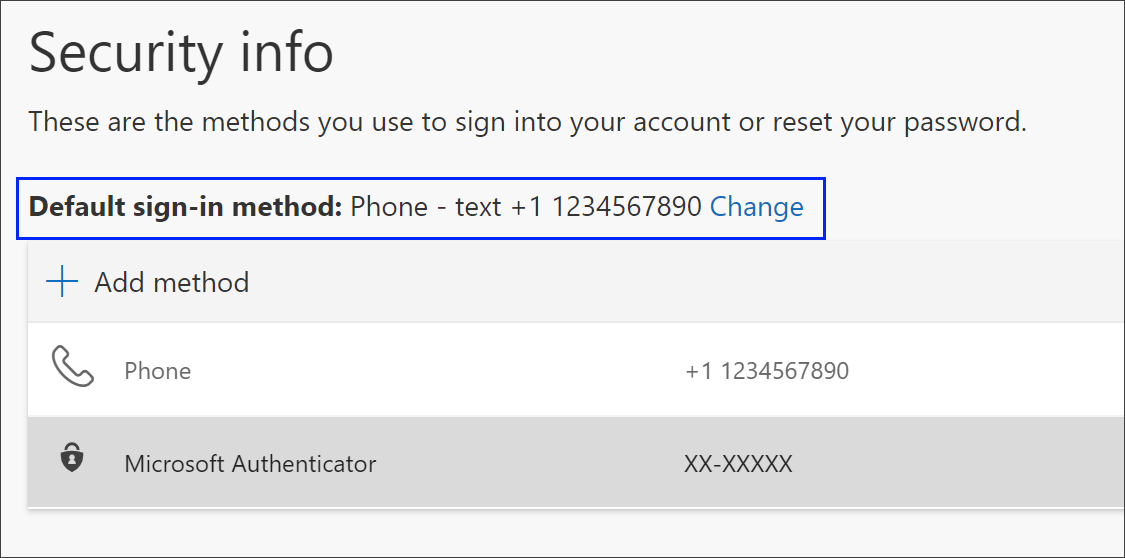 Security info
These are the methods you use to sign into your account or reset your password.
Default sign-in method: Phone - text +1 1234567890 Change
Add method
Phone +1 1234567890
Microsoft Authenticator XX-XXXXX